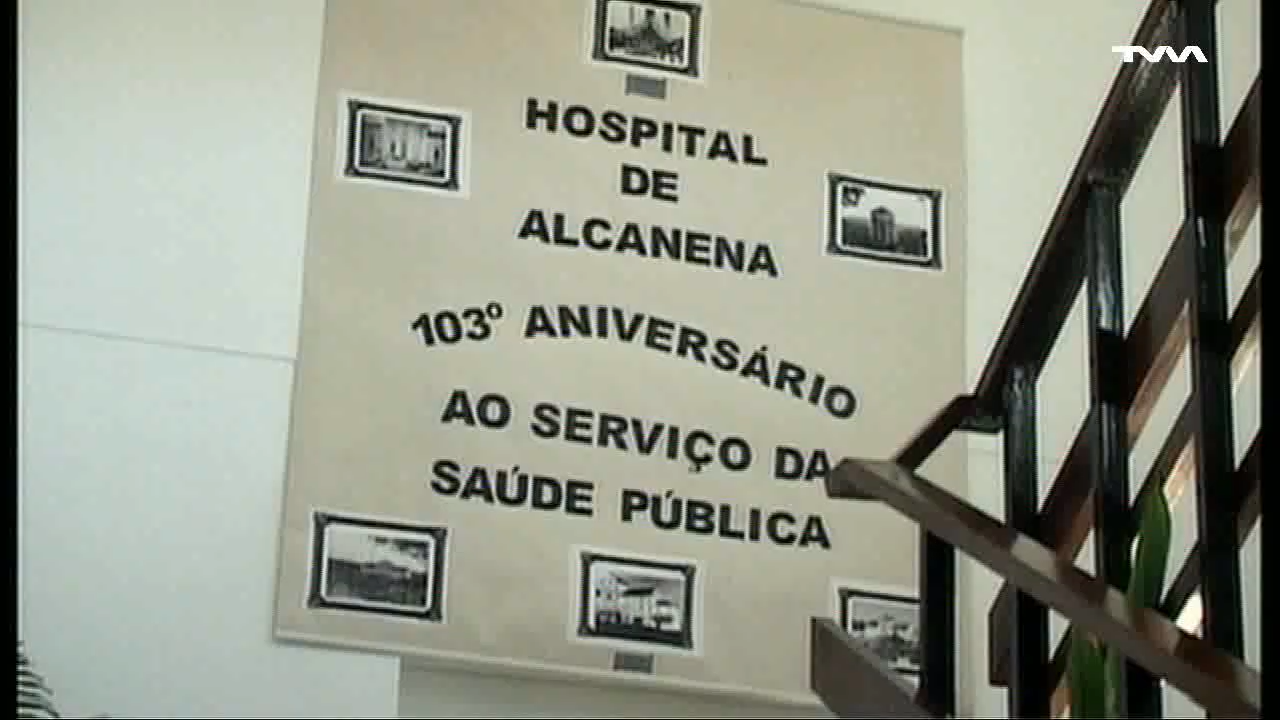 TVM
HOSPITAL
DE
ALCANENA
103º ANIVERSÁRIO
AO SERVIÇO DA
SAÚDE PÚBLICA